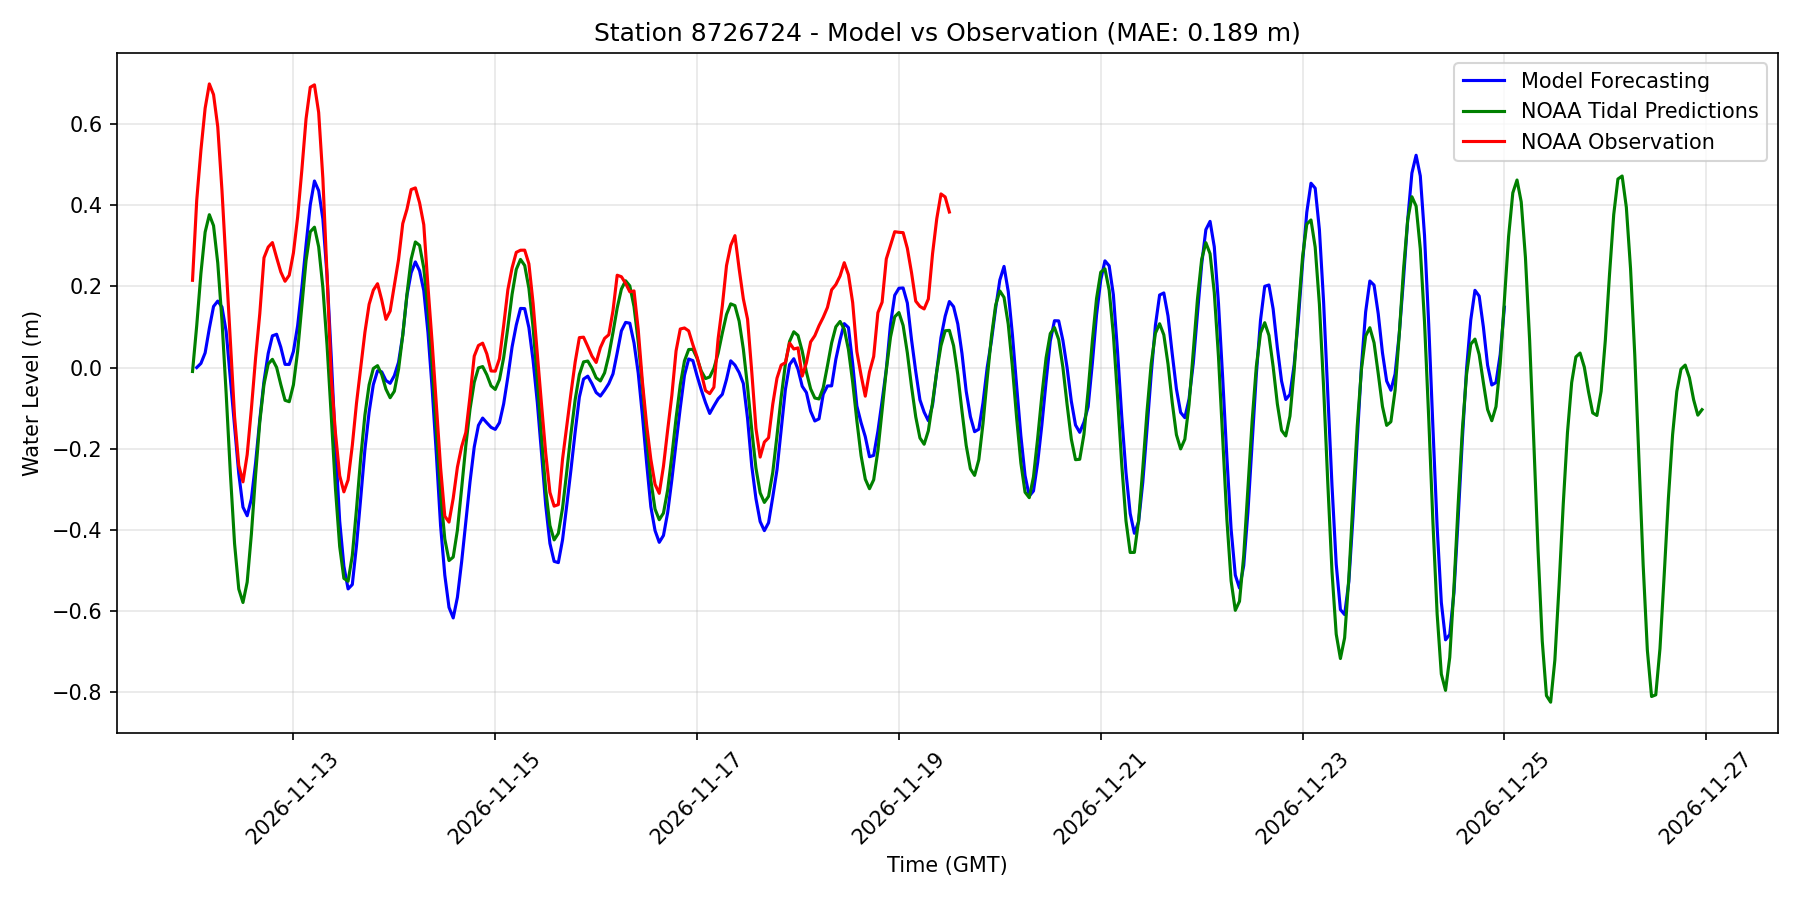 Station 8726724 - Model vs Observation (MAE: 0.189 m)
Model Forecasting
NOAA Tidal Predictions
NOAA Observation
Water Level (m)
0.6
0.4
0.2
0.0
−0.2
−0.4
−0.6
−0.8
2026-11-13
2026-11-15
2026-11-17
2026-11-19
2026-11-21
2026-11-23
2026-11-25
2026-11-27
Time (GMT)